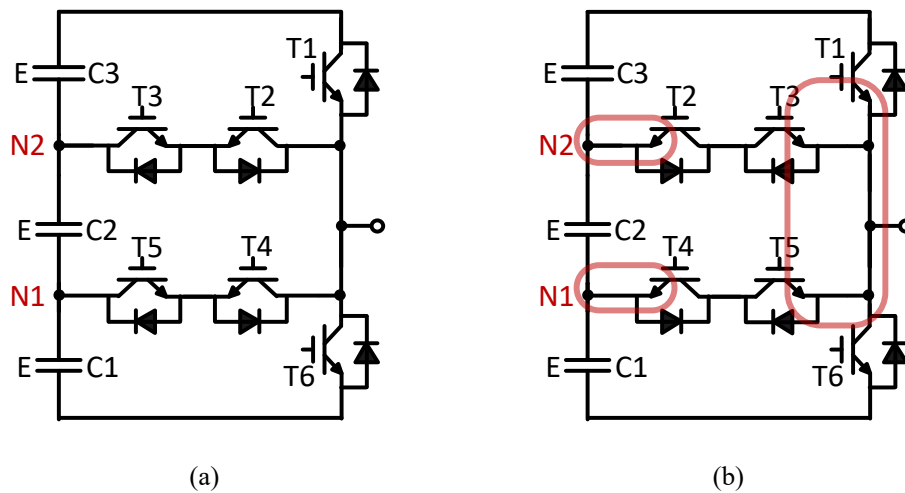 T1
E C3
T3 T2
N2
E C2
T5 T4
N1
E C1
T6
(a)
T1
E C3
T2 T3
N2
E C2
T4 T5
N1
E C1
T6
(b)